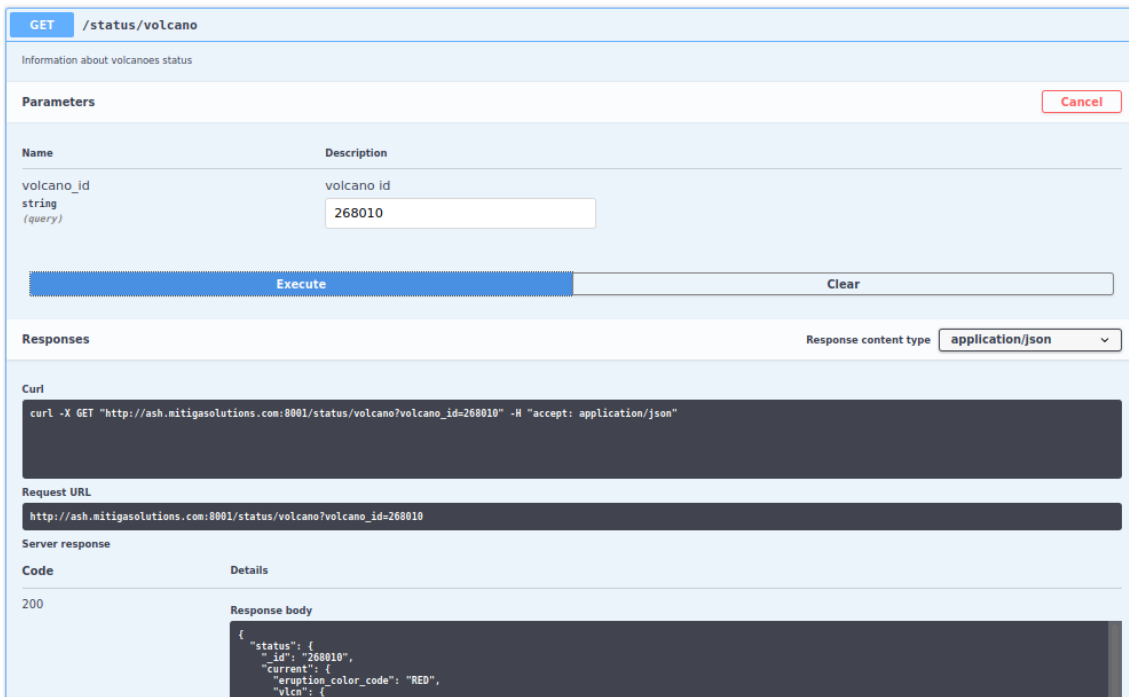 GET /status/volcano
Information about volcanoes status
Parameters
Cancel
Name Description
volcano_id volcano id
string
(query)
268010
Execute Clear
Responses Response content type application/json
Curl
curl -X GET "http://ash.mitigasolutions.com:8001/status/volcano?volcano_id=268010" -H "accept: application/json"
Request URL
http://ash.mitigasolutions.com:8001/status/volcano?volcano_id=268010
Server response
Code Details
200
Response body
{
"status": {
"_id": "268010",
"current": {
"eruption_color_code": "RED",
"vlcn": {